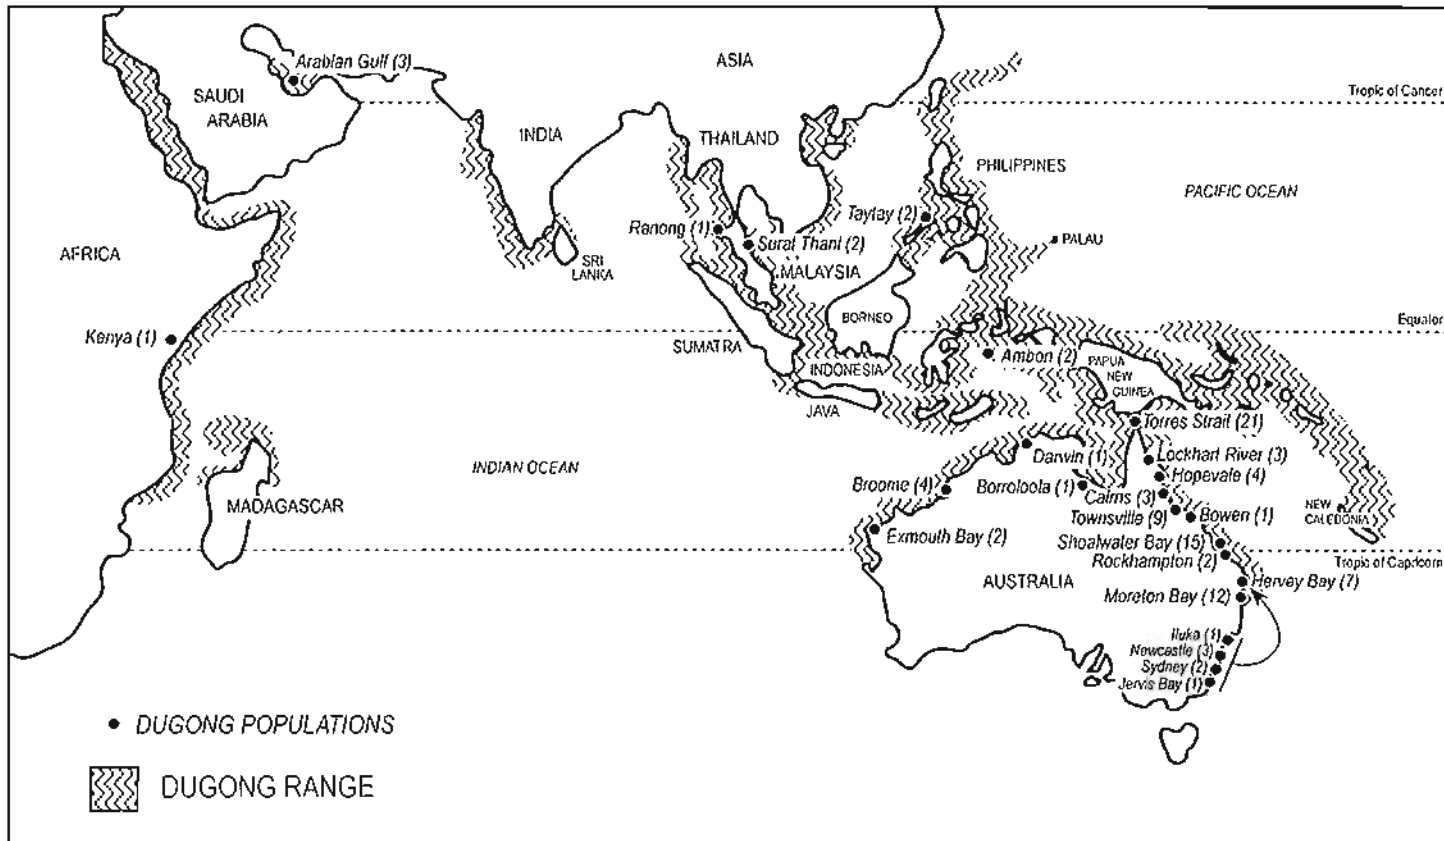 ASIA
Arabian Gulf (3)
Tropic of Cancer
SAUDI
ARABIA
INDIA
THAILAND
PHILIPPINES
PACIFIC OCEAN
Taytay (2)
Ranong (1)
Surat Thani (2)
PALAU
AFRICA
SRI
LANKA
MALAYSIA
Equator
BORNEO
Kenya (1)
SUMATRA
INDONESIA
Ambon (2)
PAPUA
NEW
GUINEA
JAVA
Torres Strait (21)
INDIAN OCEAN
Darwin (1)
Lockhart River (3)
Hopevale (4)
Broome (4)
Borroloola (1)
Cairns (3)
MADAGASCAR
Townsville (9)
Bowen (1)
NEW
CALEDONIA
Exmouth Bay (2)
Shoalwater Bay (15)
Rockhampton (2)
Tropic of Capricorn
AUSTRALIA
Hervey Bay (7)
Moreton Bay (12)
Iluka (1)
Newcastle (3)
Sydney (2)
Jervis Bay (1)
DUGONG POPULATIONS
DUGONG RANGE